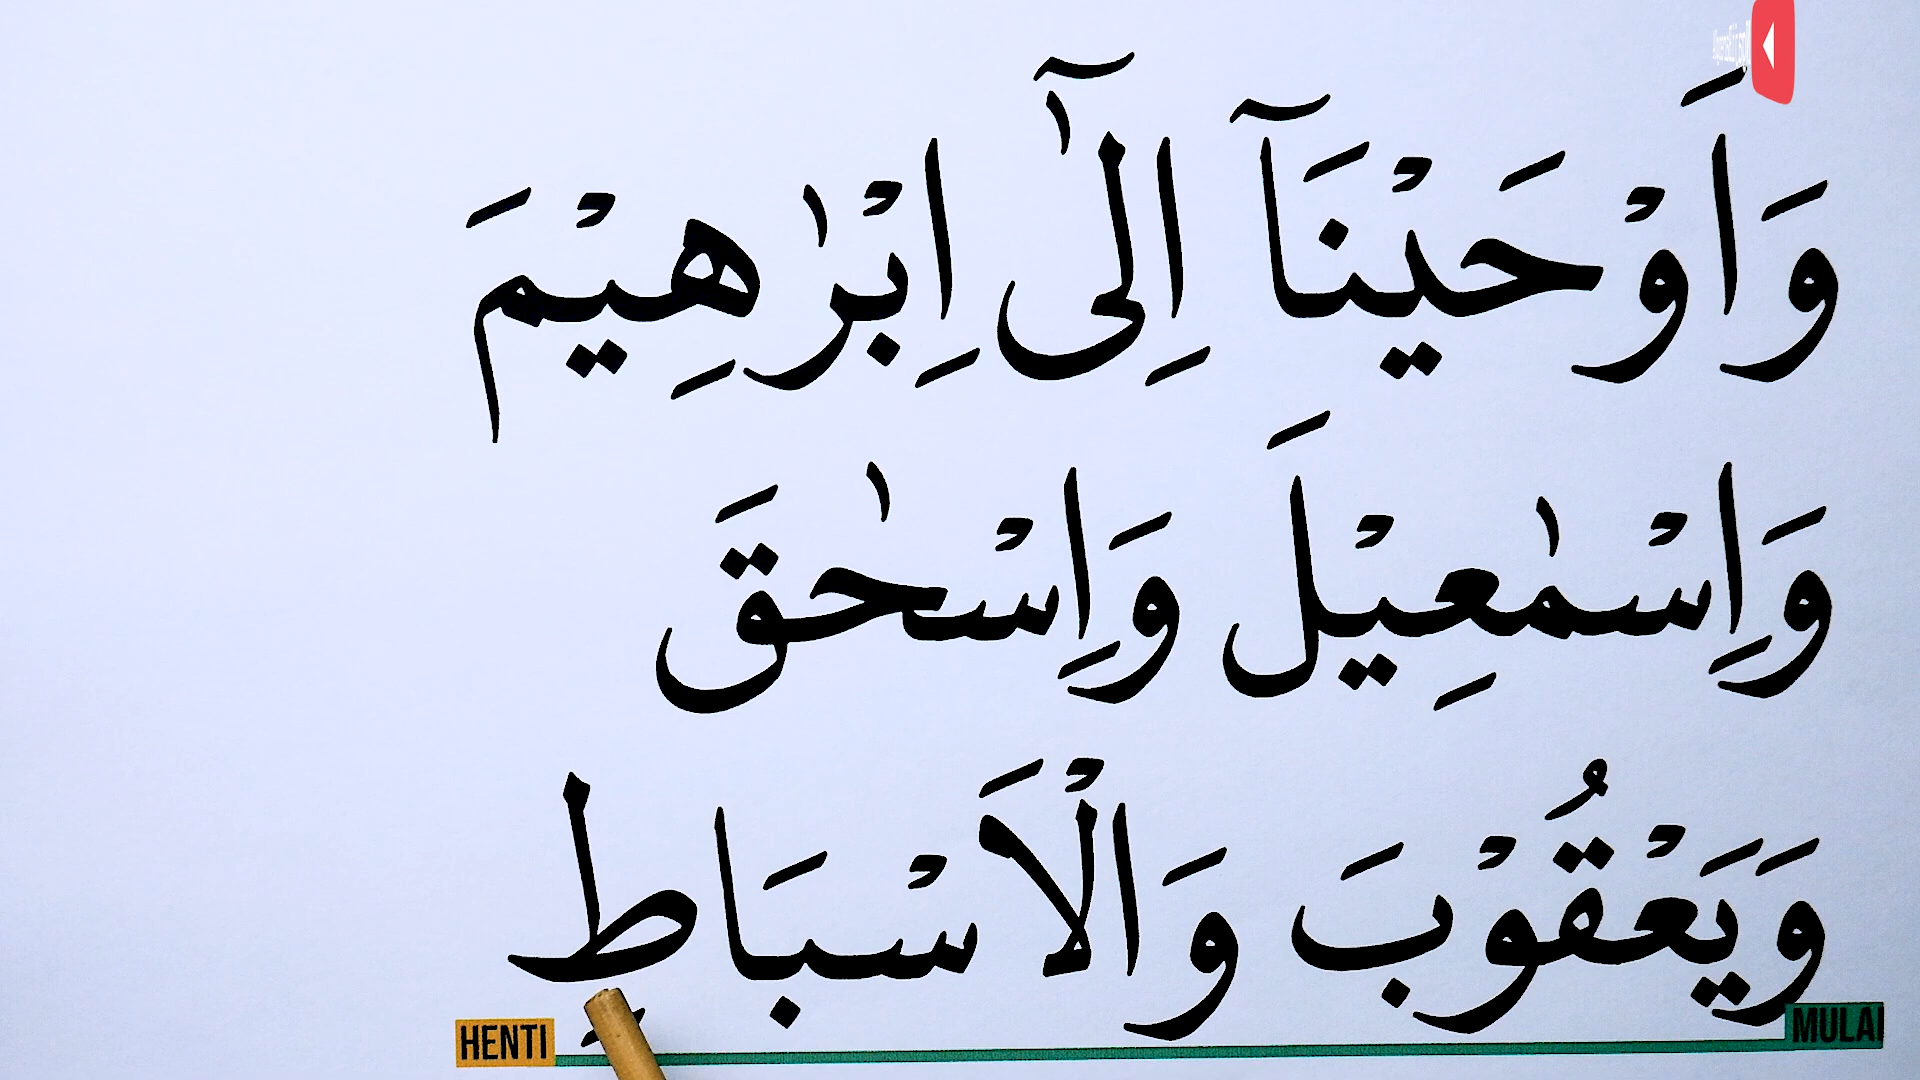 وَاَوْحَيْنَآ اِلٰٓى اِبْرٰهِيْمَ
وَاِسْمٰعِيْلَ وَاِسْحٰقَ
وَيَعْقُوْبَ وَالْاَسْبَاطِ
HENTI MULAI